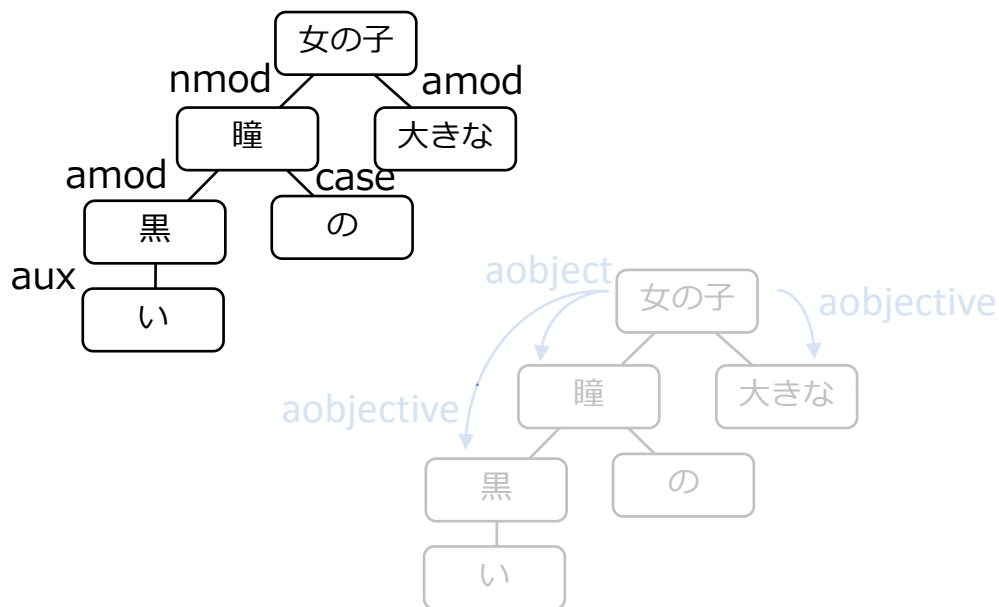 女の子
nmod
amod
瞳
大きな
amod
case
黒
の
aux
い
aobject
女の子
aobjective
瞳
大きな
aobjective
黒
の
い